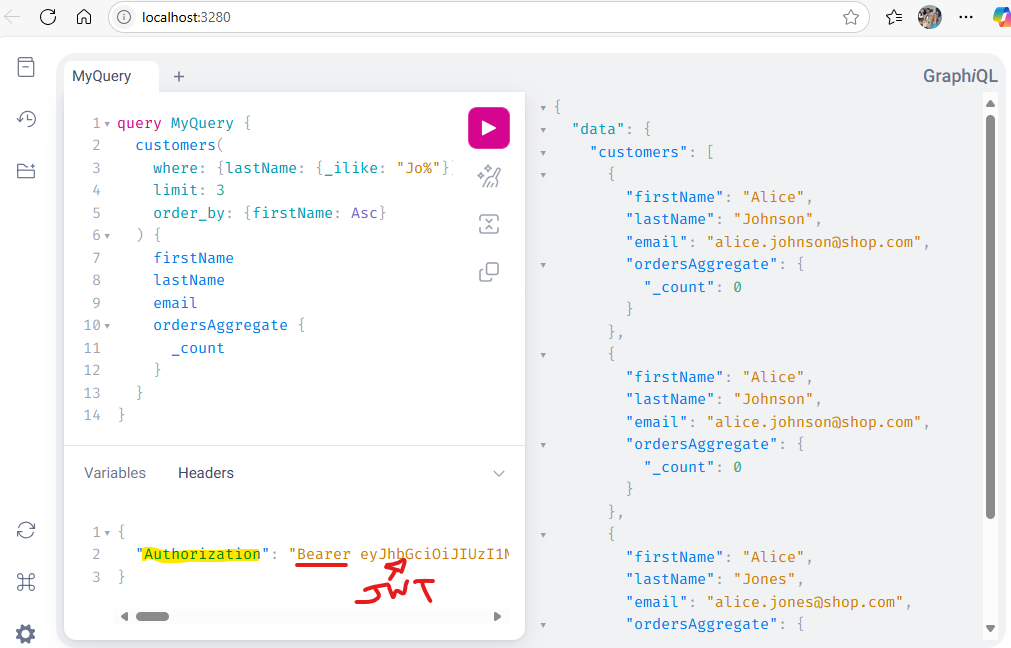 localhost:3280
MyQuery
+
GraphiQL
1 query MyQuery {
2 customers(
3 where: {lastName: {_ilike: "Jo%"}
4 limit: 3
5 order_by: {firstName: Asc}
6 ) {
7 firstName
8 lastName
9 email
10 ordersAggregate {
11 _count
12 }
13 }
14 }
Variables Headers
1 {
2 "Authorization": "Bearer eyJhbGciOiJIUzI1N
3 }
JWT
{
"data": {
"customers": [
{
"firstName": "Alice",
"lastName": "Johnson",
"email": "alice.johnson@shop.com",
"ordersAggregate": {
"_count": 0
}
},
{
"firstName": "Alice",
"lastName": "Johnson",
"email": "alice.johnson@shop.com",
"ordersAggregate": {
"_count": 0
}
},
{
"firstName": "Alice",
"lastName": "Jones",
"email": "alice.jones@shop.com",
"ordersAggregate": {